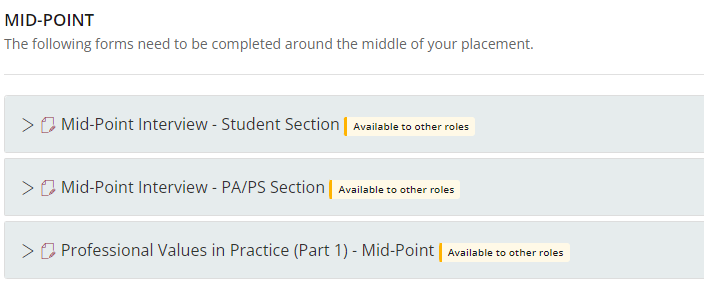 MID-POINT
The following forms need to be completed around the middle of your placement.
Mid-Point Interview - Student Section Available to other roles
Mid-Point Interview - PA/PS Section Available to other roles
Professional Values in Practice (Part 1) - Mid-Point Available to other roles